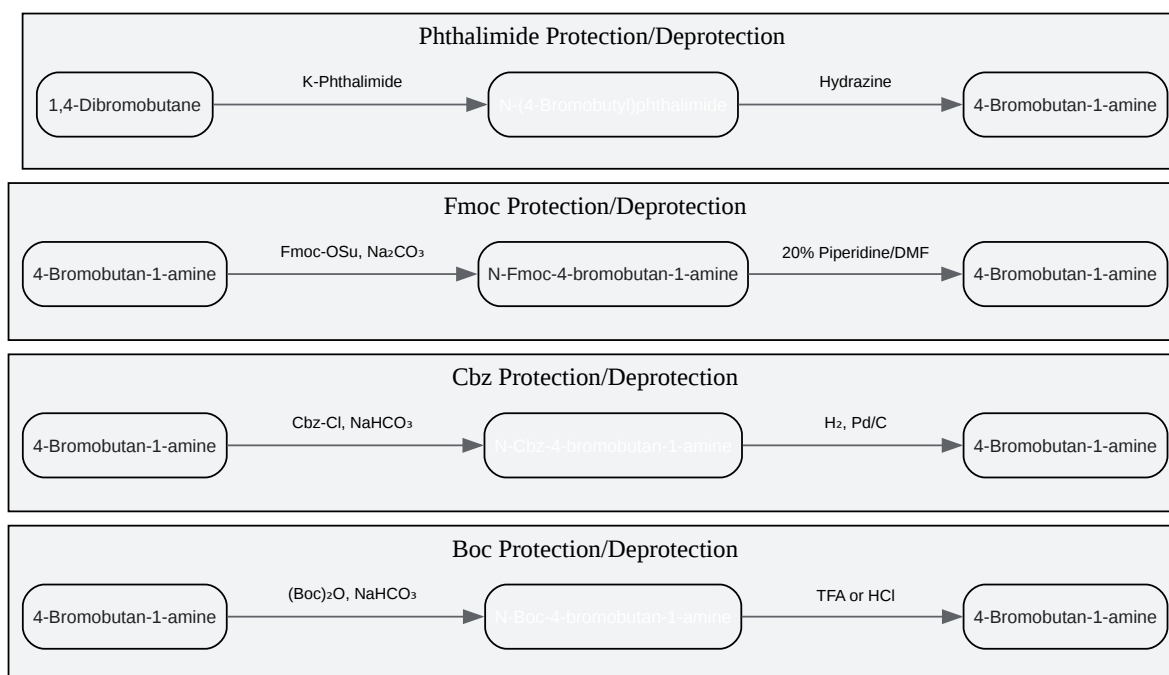 Phthalimide Protection/Deprotection
1,4-Dibromobutane
K-Phthalimide
N-(4-Bromobutyl)phthalimide
Hydrazine
4-Bromobutan-1-amine
Fmoc Protection/Deprotection
4-Bromobutan-1-amine
Fmoc-OSu, Na₂CO₃
N-Fmoc-4-bromobutan-1-amine
20% Piperidine/DMF
4-Bromobutan-1-amine
Cbz Protection/Deprotection
4-Bromobutan-1-amine
Cbz-Cl, NaHCO₃
N-Cbz-4-bromobutan-1-amine
H₂, Pd/C
4-Bromobutan-1-amine
Boc Protection/Deprotection
4-Bromobutan-1-amine
(Boc)₂O, NaHCO₃
N-Boc-4-bromobutan-1-amine
TFA or HCl
4-Bromobutan-1-amine